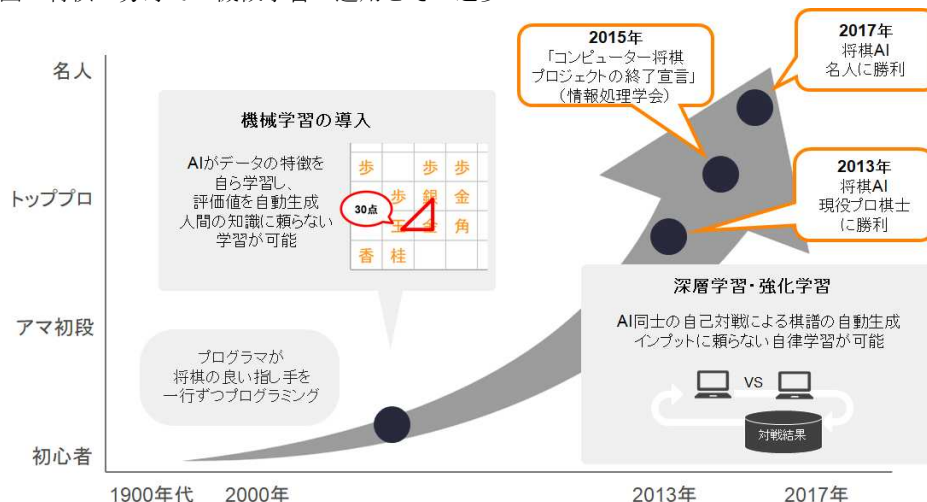 名人
トッププロ
アマ初段
初心者
機械学習の導入
AIがデータの特徴を
自ら学習し、
評価値を自動生成
人間の知識に頼らない
学習が可能
歩 歩 歩
歩 銀 金
30点
玉 金 角
香 桂
プログラマが
将棋の良い指し手を
一行ずつプログラミング
2015年
「コンピューター将棋
プロジェクトの終了宣言」
(情報処理学会)
2017年
将棋AI
名人に勝利
2013年
将棋AI
現役プロ棋士
に勝利
深層学習・強化学習
AI同士の自己対戦による棋譜の自動生成
インプットに頼らない自律学習が可能
VS
対戦結果
1900年代 2000年 2013年 2017年